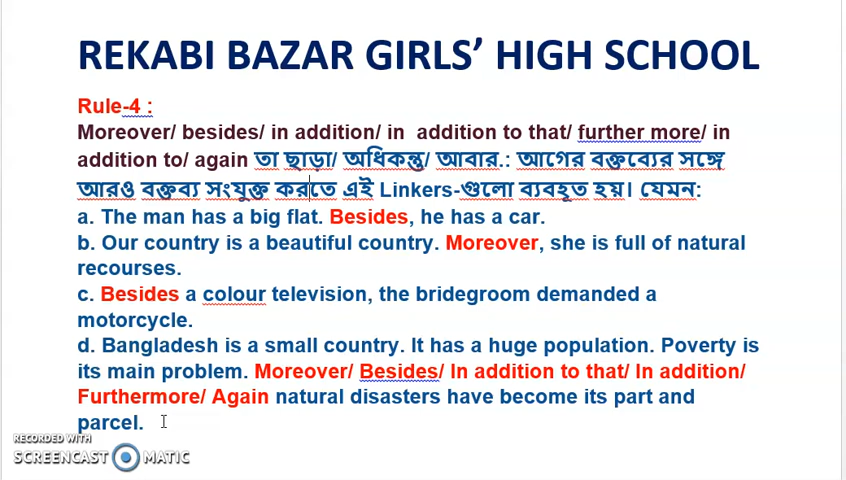 REKABI BAZAR GIRLS’ HIGH SCHOOL
Rule-4 :
Moreover/ besides/ in addition/ in addition to that/ further more/ in
addition to/ again তা ছাড়া/ অধিকন্তু/ আবার.: আগের বক্তব্যের সঙ্গে
আরও বক্তব্য সংযুক্ত করতে এই Linkers-গুলো ব্যবহূত হয়। যেমন:
a. The man has a big flat. Besides, he has a car.
b. Our country is a beautiful country. Moreover, she is full of natural
recourses.
c. Besides a colour television, the bridegroom demanded a
motorcycle.
d. Bangladesh is a small country. It has a huge population. Poverty is
its main problem. Moreover/ Besides/ In addition to that/ In addition/
Furthermore/ Again natural disasters have become its part and
parcel.
RECORDED WITH
SCREENCAST MATIC